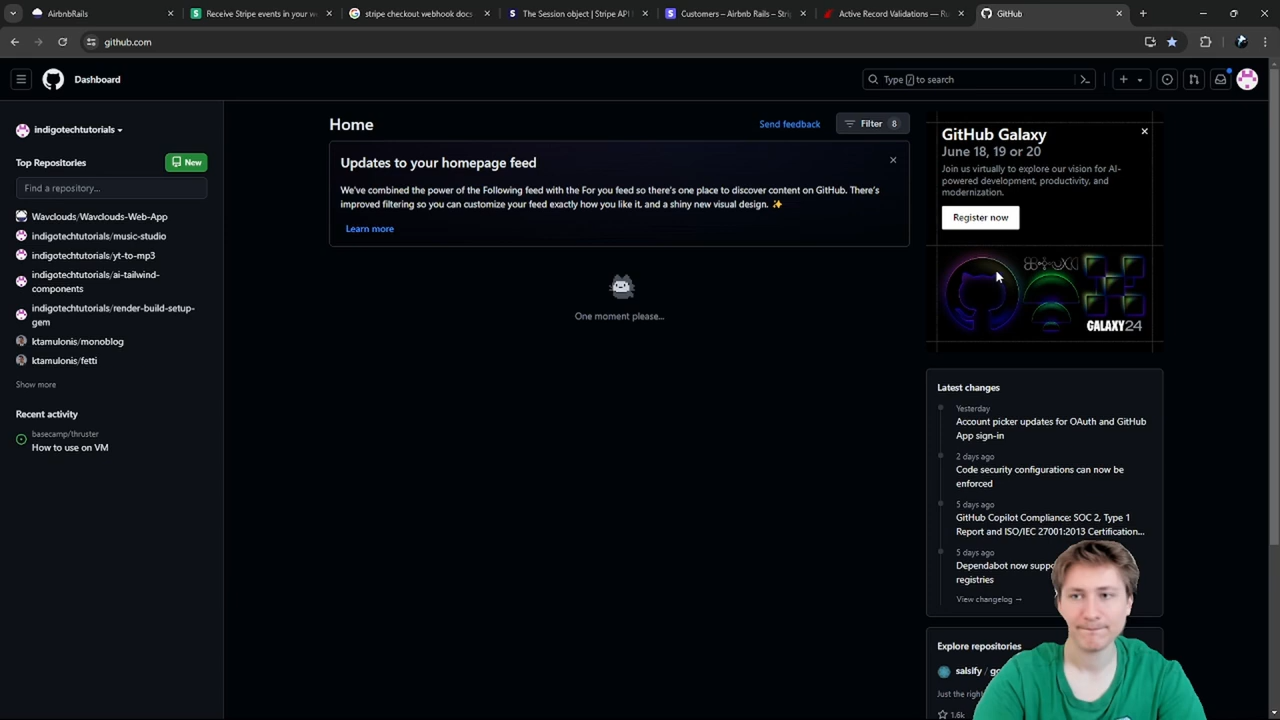 AirbnbRails
Receive Stripe events in your w
stripe checkout webhook docs
The Session object | Stripe API
Customers – Airbnb Rails – Stri
Active Record Validations — Ru
GitHub
github.com
Dashboard
Type / to search
indigotechtutorials
Top Repositories
New
Find a repository...
Wavclouds/Wavclouds-Web-App
indigotechtutorials/music-studio
indigotechtutorials/yt-to-mp3
indigotechtutorials/ai-tailwind-
components
indigotechtutorials/render-build-setup-
gem
ktamulonis/monoblog
ktamulonis/fetti
Show more
Recent activity
basecamp/thruster
How to use on VM
Home
Send feedback
Filter 8
Updates to your homepage feed
We've combined the power of the Following feed with the For you feed so there's one place to discover content on GitHub. There's
improved filtering so you can customize your feed exactly how you like it, and a shiny new visual design. ✨
Learn more
One moment please...
GitHub Galaxy
June 18, 19 or 20
Join us virtually to explore our vision for AI-
powered development, productivity, and
modernization.
Register now
GALAXY24
Latest changes
Yesterday
Account picker updates for OAuth and GitHub
App sign-in
2 days ago
Code security configurations can now be
enforced
5 days ago
GitHub Copilot Compliance: SOC 2, Type 1
Report and ISO/IEC 27001:2013 Certification...
5 days ago
Dependabot now
registries
View changelog →
Explore repositories
salsify /
Just the
1.6k